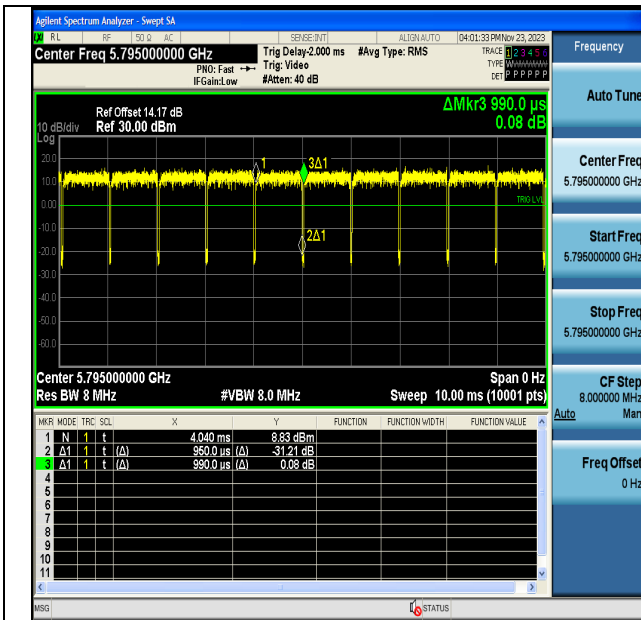 Agilent Spectrum Analyzer - Swept SA
RL RF 50 Ω AC SENSE:INT ALIGN AUTO 04:01:33 PM Nov 23, 2023
Center Freq 5.795000000 GHz
PNO: Fast
IFGain:Low
Trig Delay-2.000 ms
Trig: Video
#Atten: 40 dB
#Avg Type: RMS
TRACE 1 2 3 4 5 6
TYPE
DET P P P P P P
Ref Offset 14.17 dB
10 dB/div Ref 30.00 dBm
Log
ΔMkr3 990.0 µs
0.08 dB
20.0
10.0
0.00
-10.0
-20.0
-30.0
-40.0
-50.0
-60.0
1
3Δ1
2Δ1
TRIG LVL
Center 5.795000000 GHz Span 0 Hz
Res BW 8 MHz #VBW 8.0 MHz Sweep 10.00 ms (10001 pts)
MKR MODE TRC SCL X Y FUNCTION FUNCTION WIDTH FUNCTION VALUE
1 N 1 t 4.040 ms 8.83 dBm
2 Δ1 1 t (Δ) 950.0 µs (Δ) -31.21 dB
3 Δ1 1 t (Δ) 990.0 µs (Δ) 0.08 dB
4
5
6
7
8
9
10
11
MSG STATUS
Frequency
Auto Tune
Center Freq
5.795000000 GHz
Start Freq
5.795000000 GHz
Stop Freq
5.795000000 GHz
CF Step
8.000000 MHz
Auto Man
Freq Offset
0 Hz